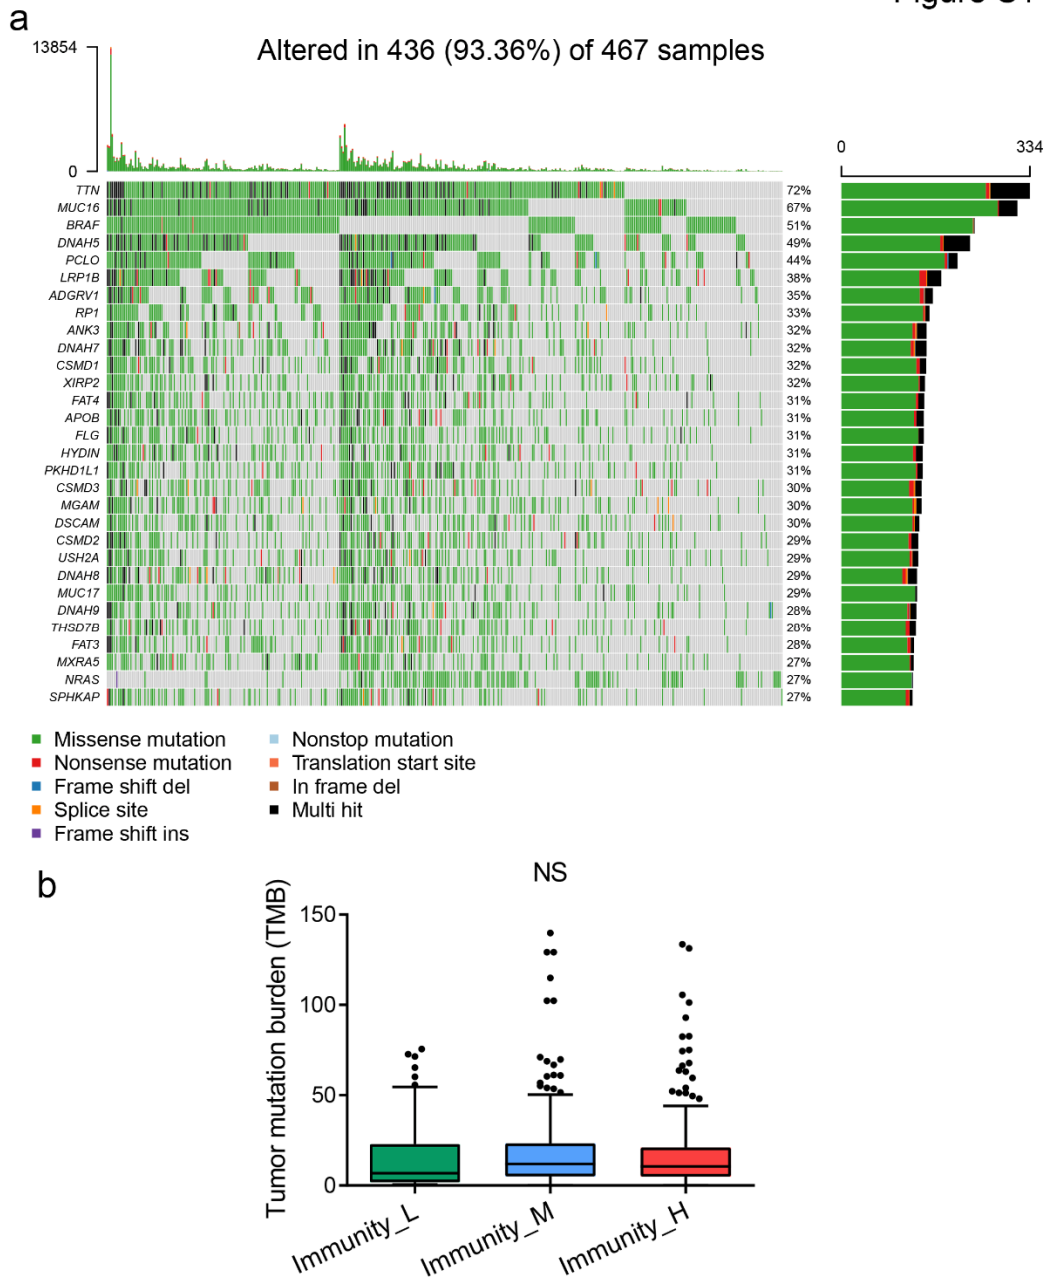 a
13854
Altered in 436 (93.36%) of 467 samples
0
0 334
TTN 72%
MUC16 67%
BRAF 51%
DNAH5 49%
PCLO 44%
LRP1B 38%
ADGRV1 35%
RP1 33%
ANK3 32%
DNAH7 32%
CSMD1 32%
XIRP2 32%
FAT4 31%
APOB 31%
FLG 31%
HYDIN 31%
PKHD1L1 31%
CSMD3 30%
MGAM 30%
DSCAM 30%
CSMD2 29%
USH2A 29%
DNAH8 29%
MUC17 29%
DNAH9 28%
THSD7B 28%
FAT3 28%
MXRA5 27%
NRAS 27%
SPHKAP 27%
Missense mutation
Nonsense mutation
Frame shift del
Splice site
Frame shift ins
Nonstop mutation
Translation start site
In frame del
Multi hit
b
NS
Tumor mutation burden (TMB)
150
100
50
0
Immunity_L
Immunity_M
Immunity_H